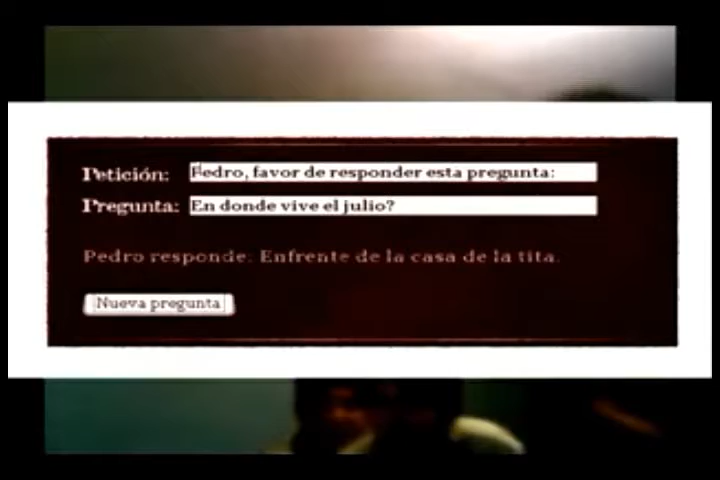 Petición: Pedro, favor de responder esta pregunta:
Pregunta: En donde vive el julio?
Pedro responde: Enfrente de la casa de la tita.
Nueva pregunta